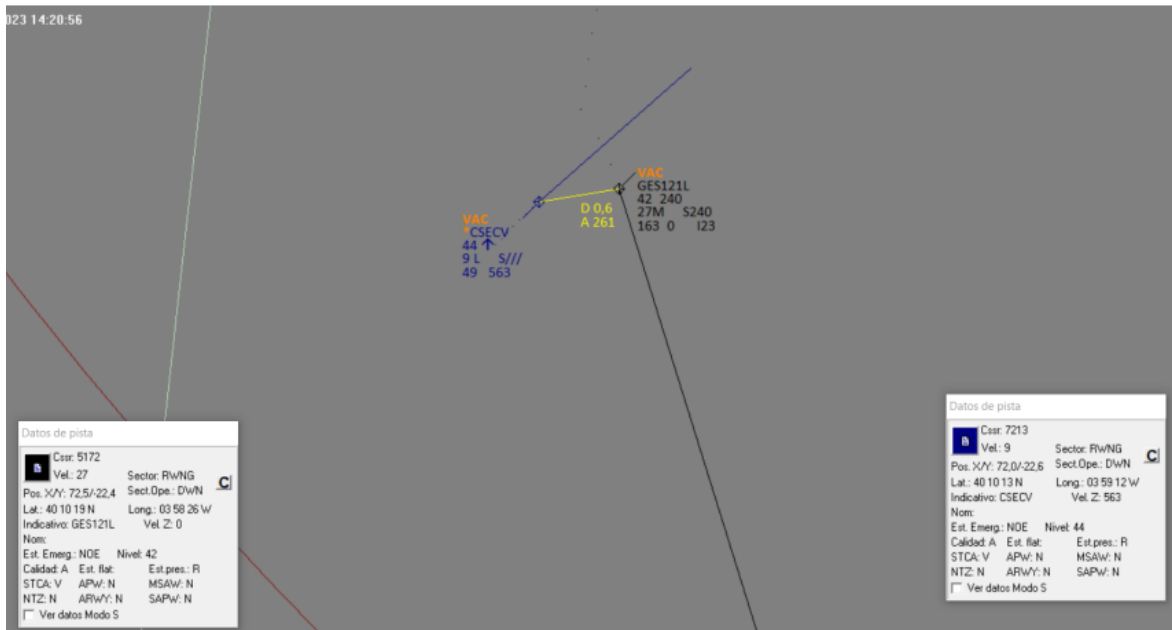 023 14:20:56
VAC
GES121L
42 240
27M S240
163 0 I23
D 0,6
A 261
VAC
*CSECV
44 ↑
9 L S///
49 563
Datos de pista
Cssr: 5172
Vel.: 27 Sector: RWNG
C
Pos. X/Y: 72,5/-22,4 Sect.Ope.: DWN
Lat.: 40 10 19 N Long.: 03 58 26 W
Indicativo: GES121L Vel. Z: 0
Nom:
Est. Emerg.: NOE Nivel: 42
Calidad: A Est. flat: Est.pres.: R
STCA: V APW: N MSAW: N
NTZ: N ARWY: N SAPW: N
Ver datos Modo S
Datos de pista
Cssr: 7213
Vel.: 9 Sector: RWNG
C
Pos. X/Y: 72,0/-22,6 Sect.Ope.: DWN
Lat.: 40 10 13 N Long.: 03 59 12 W
Indicativo: CSECV Vel. Z: 563
Nom:
Est. Emerg.: NOE Nivel: 44
Calidad: A Est. flat: Est.pres.: R
STCA: V APW: N MSAW: N
NTZ: N ARWY: N SAPW: N
Ver datos Modo S